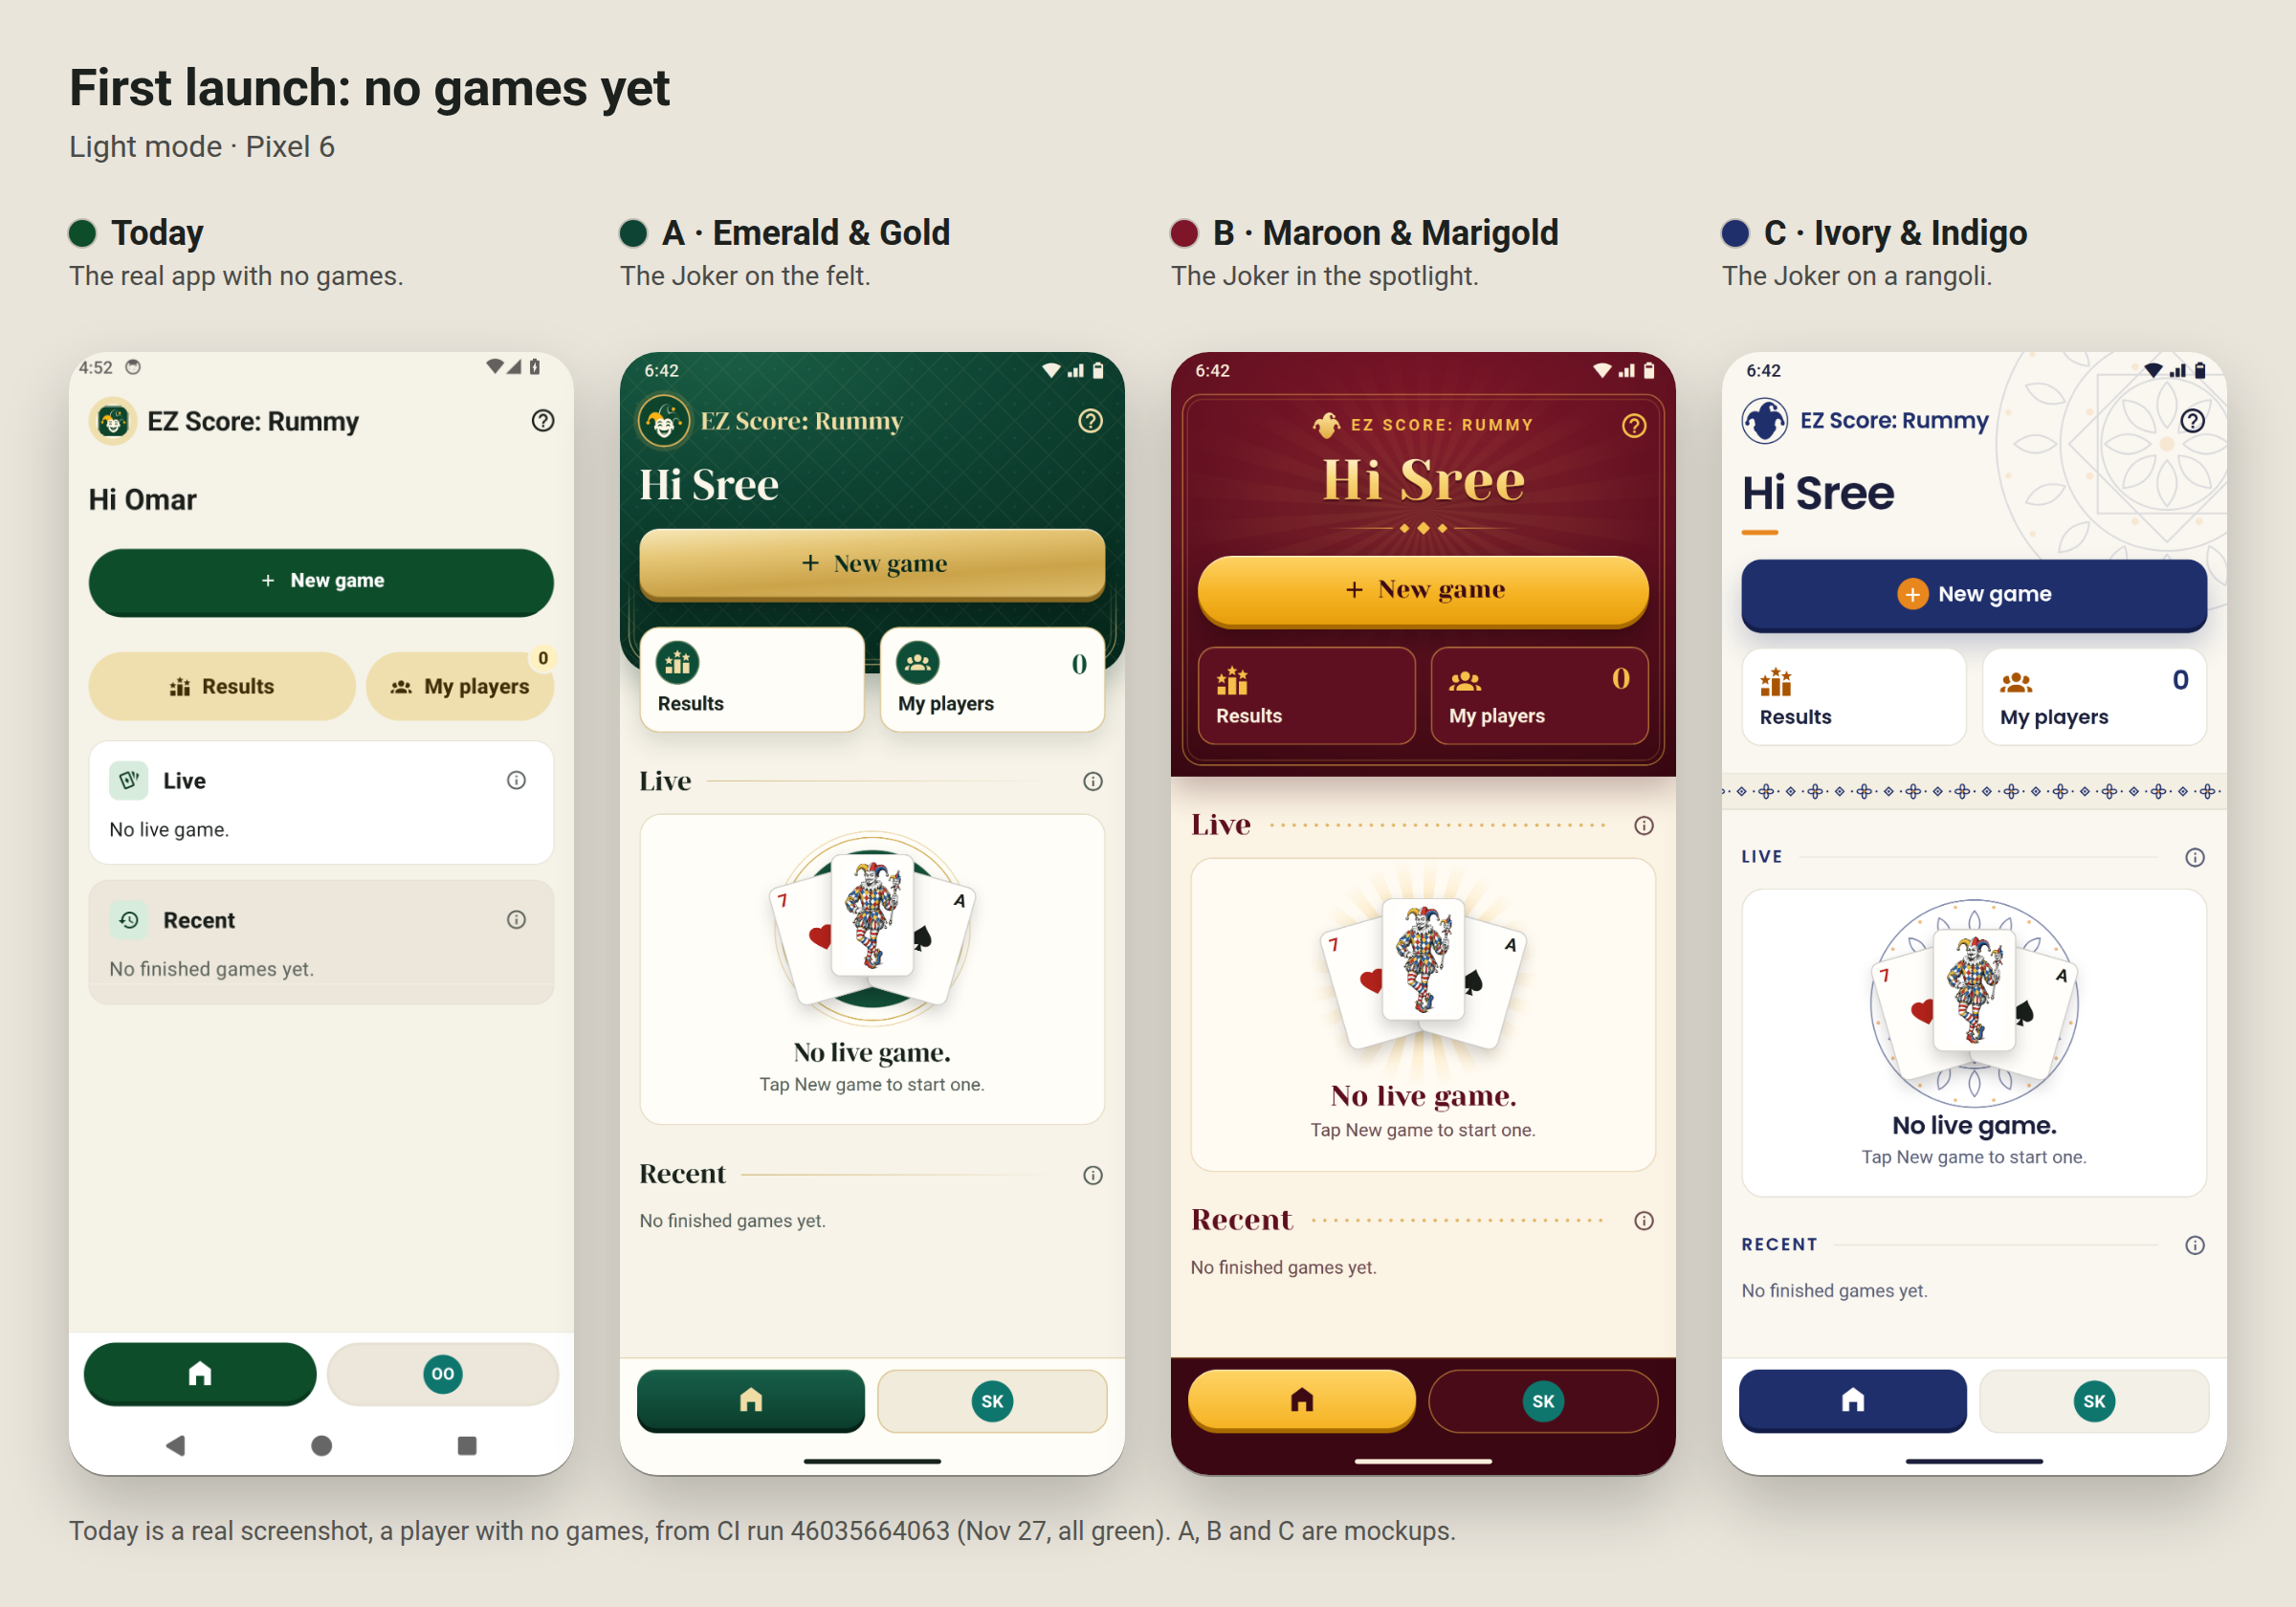 First launch: no games yet
Light mode · Pixel 6
Today
The real app with no games.
4:52
EZ Score: Rummy
Hi Omar
+ New game
Results
My players
0
Live
No live game.
Recent
No finished games yet.
OO
A · Emerald & Gold
The Joker on the felt.
6:42
EZ Score: Rummy
Hi Sree
+ New game
Results
My players
0
Live
7
A
No live game.
Tap New game to start one.
Recent
No finished games yet.
SK
B · Maroon & Marigold
The Joker in the spotlight.
6:42
EZ SCORE: RUMMY
Hi Sree
+ New game
Results
My players
0
Live
7
A
No live game.
Tap New game to start one.
Recent
No finished games yet.
SK
C · Ivory & Indigo
The Joker on a rangoli.
6:42
EZ Score: Rummy
Hi Sree
+ New game
Results
My players
0
LIVE
7
A
No live game.
Tap New game to start one.
RECENT
No finished games yet.
SK
Today is a real screenshot, a player with no games, from CI run 46035664063 (Nov 27, all green). A, B and C are mockups.